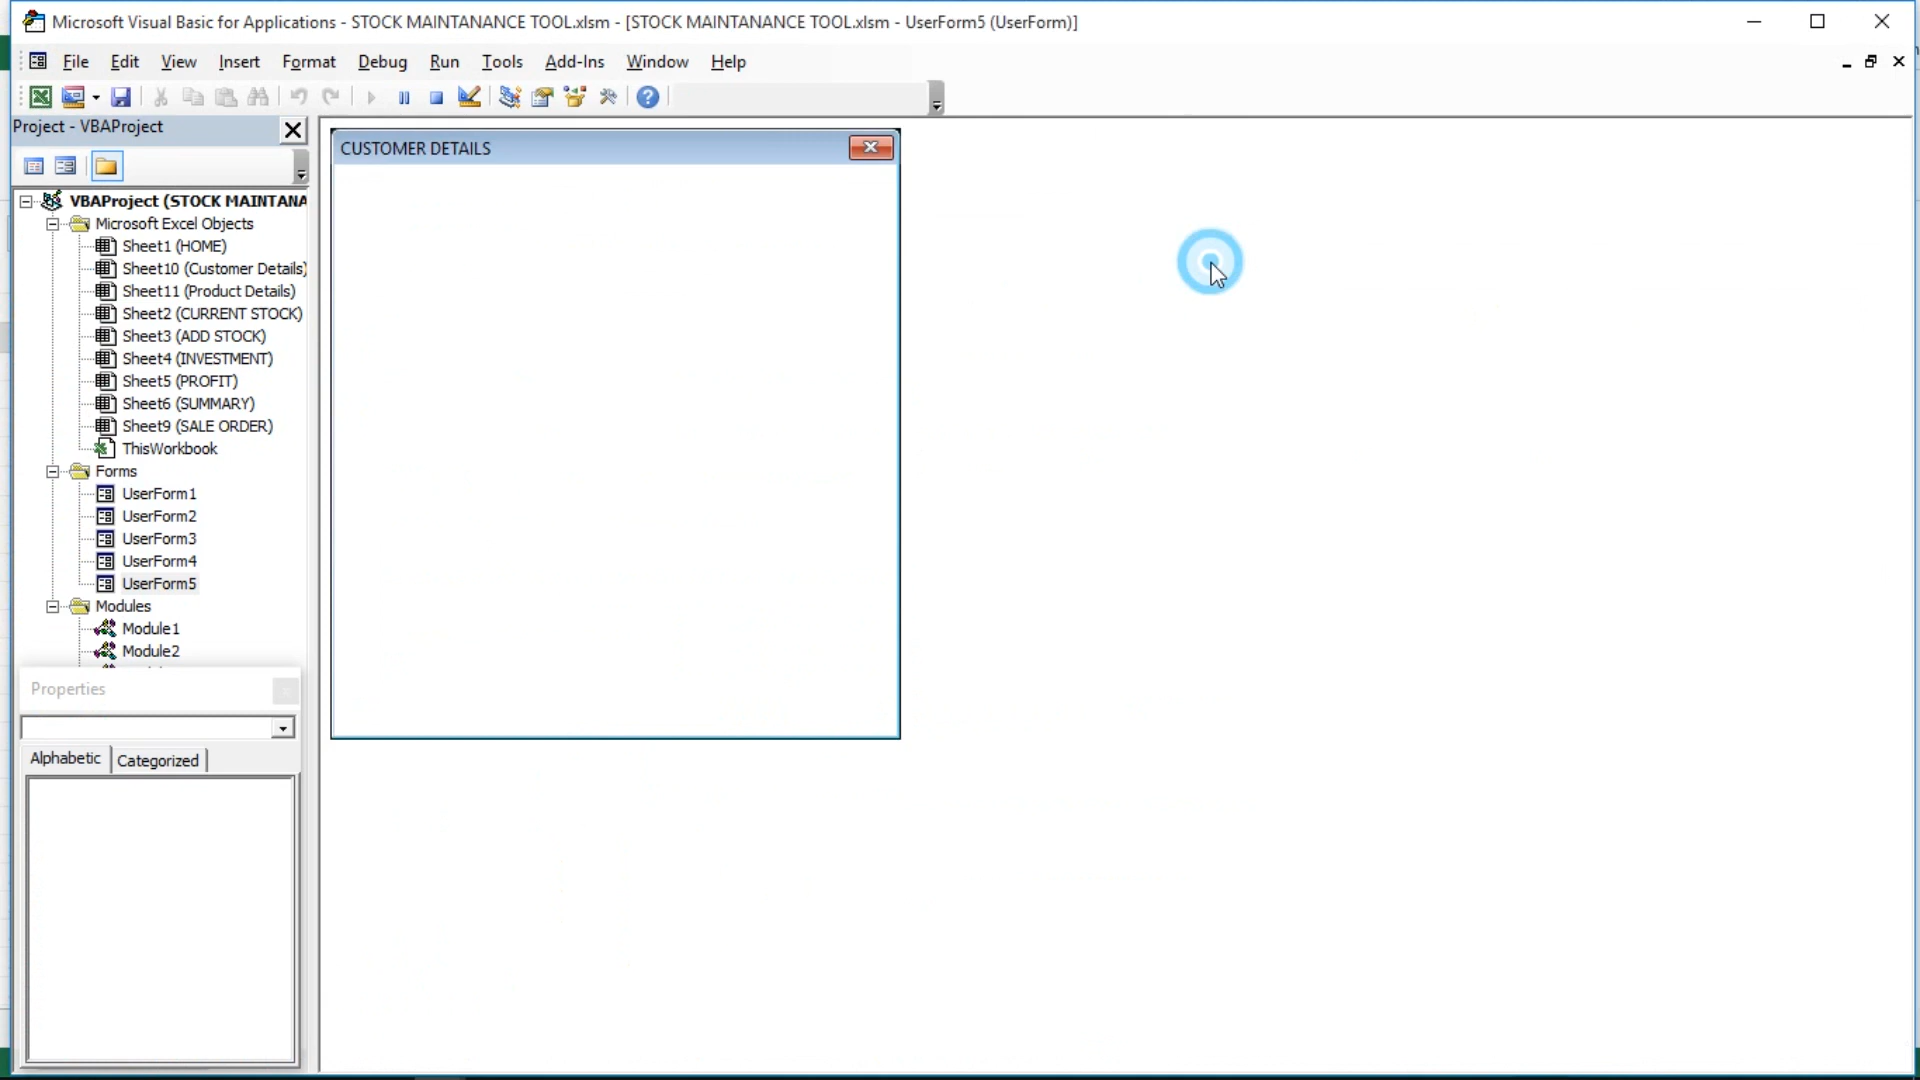 Microsoft Visual Basic for Applications - STOCK MAINTANANCE TOOL.xlsm - [STOCK MAINTANANCE TOOL.xlsm - UserForm5 (UserForm)]
File Edit View Insert Format Debug Run Tools Add-Ins Window Help
Project - VBAProject
CUSTOMER DETAILS
VBAProject (STOCK MAINTANA
Microsoft Excel Objects
Sheet1 (HOME)
Sheet10 (Customer Details)
Sheet11 (Product Details)
Sheet2 (CURRENT STOCK)
Sheet3 (ADD STOCK)
Sheet4 (INVESTMENT)
Sheet5 (PROFIT)
Sheet6 (SUMMARY)
Sheet9 (SALE ORDER)
ThisWorkbook
Forms
UserForm1
UserForm2
UserForm3
UserForm4
UserForm5
Modules
Module1
Module2
Properties
Alphabetic Categorized